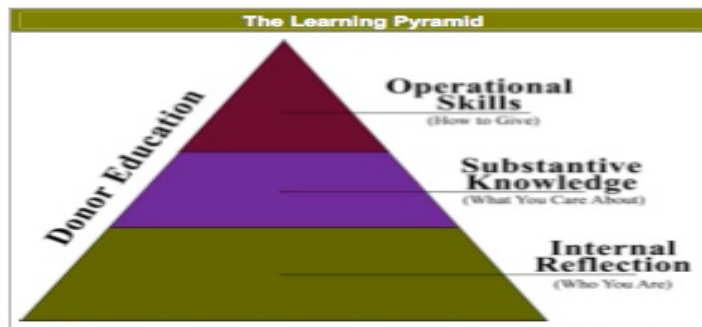 The Learning Pyramid
Donor Education
Operational
Skills
(How to Give)
Substantive
Knowledge
(What You Care About)
Internal
Reflection
(Who You Are)